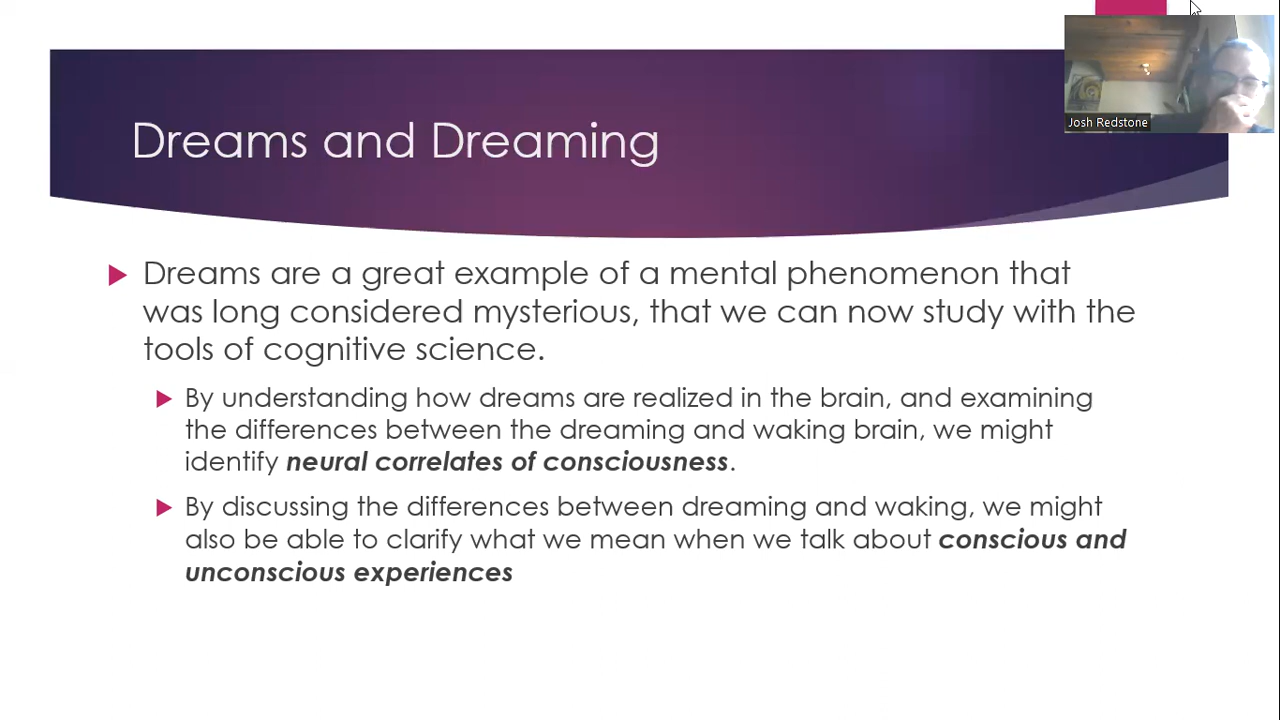 Dreams and Dreaming
Josh Redstone
Dreams are a great example of a mental phenomenon that
was long considered mysterious, that we can now study with the
tools of cognitive science.
By understanding how dreams are realized in the brain, and examining
the differences between the dreaming and waking brain, we might
identify neural correlates of consciousness.
By discussing the differences between dreaming and waking, we might
also be able to clarify what we mean when we talk about conscious and
unconscious experiences